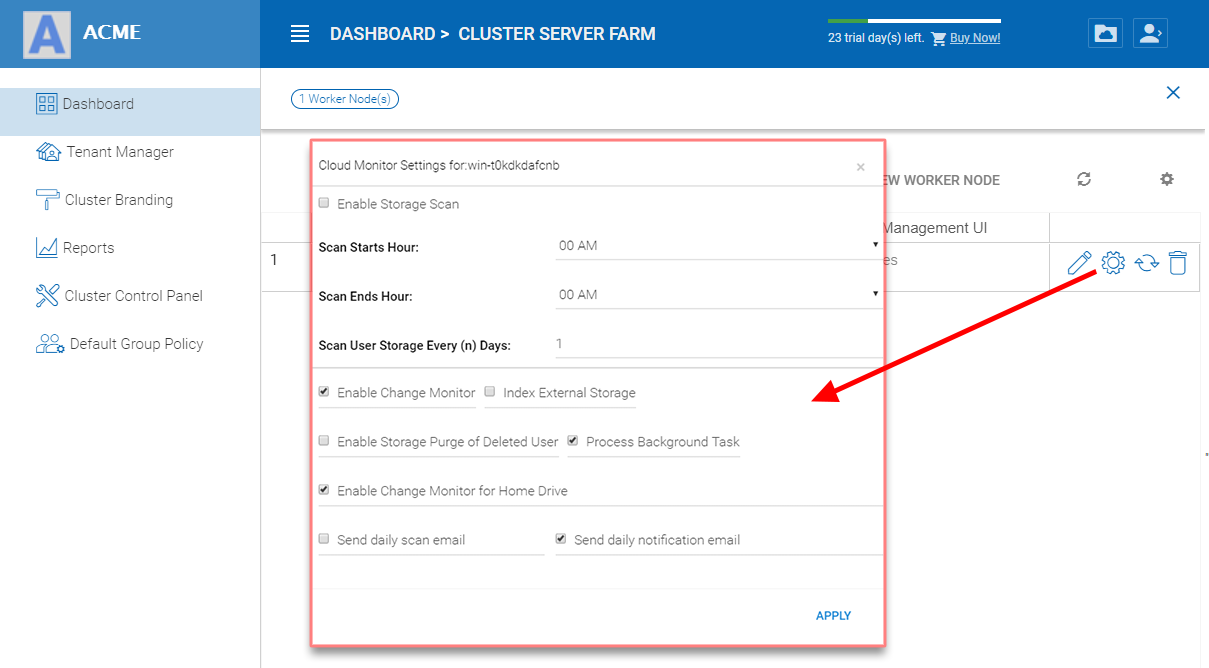 A ACME
DASHBOARD > CLUSTER SERVER FARM
23 trial day(s) left. Buy Now!
Dashboard
Tenant Manager
Cluster Branding
Reports
Cluster Control Panel
Default Group Policy
1 Worker Node(s)
EW WORKER NODE
Management UI
1
es
Cloud Monitor Settings for:win-t0kdkdafcnb
Enable Storage Scan
Scan Starts Hour: 00 AM
Scan Ends Hour: 00 AM
Scan User Storage Every (n) Days: 1
Enable Change Monitor Index External Storage
Enable Storage Purge of Deleted User Process Background Task
Enable Change Monitor for Home Drive
Send daily scan email Send daily notification email
APPLY